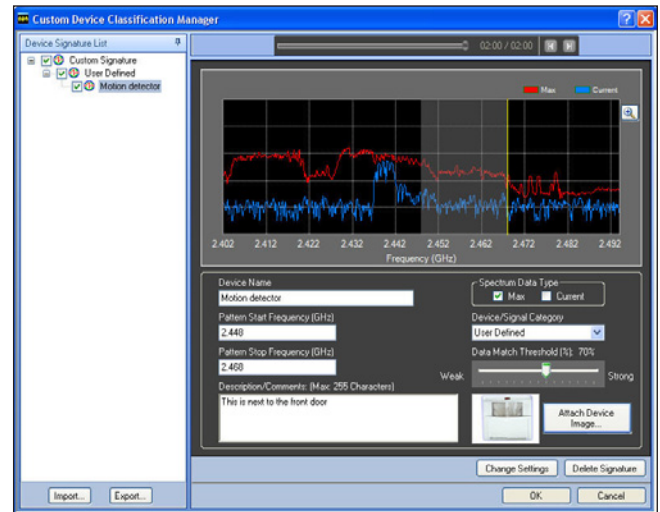 Custom Device Classification Manager
Device Signature List
Custom Signature
User Defined
Motion detector
02:00 / 02:00
Max
Current
2.402 2.412 2.422 2.432 2.442 2.452 2.462 2.472 2.482 2.492
Frequency (GHz)
Device Name
Motion detector
Pattern Start Frequency (GHz)
2.448
Pattern Stop Frequency (GHz)
2.468
Description/Comments: (Max: 255 Characters)
This is next to the front door
Spectrum Data Type
Max
Current
Device/Signal Category
User Defined
Data Match Threshold (%): 70%
Weak
Strong
Attach Device
Image...
Change Settings
Delete Signature
Import...
Export...
OK
Cancel